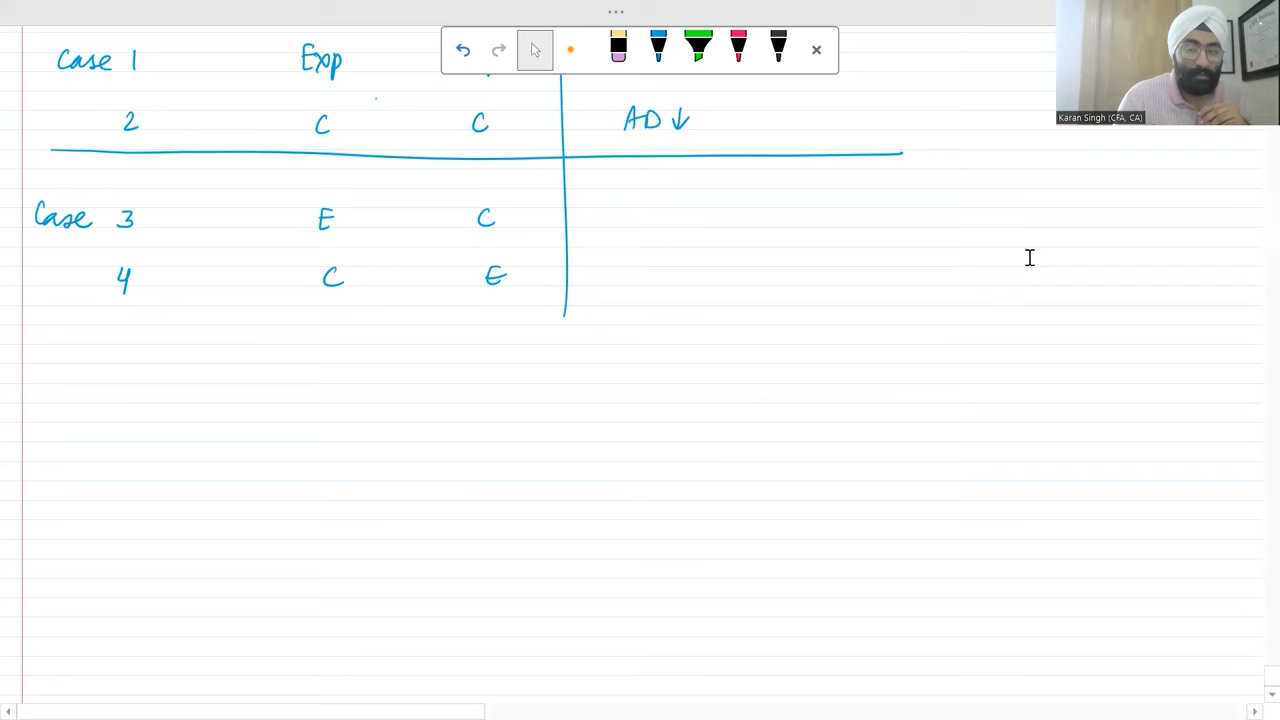 Case 1 Exp
2 C C AD↓
Case 3 E C
4 C E
Karan Singh (CFA, CA)